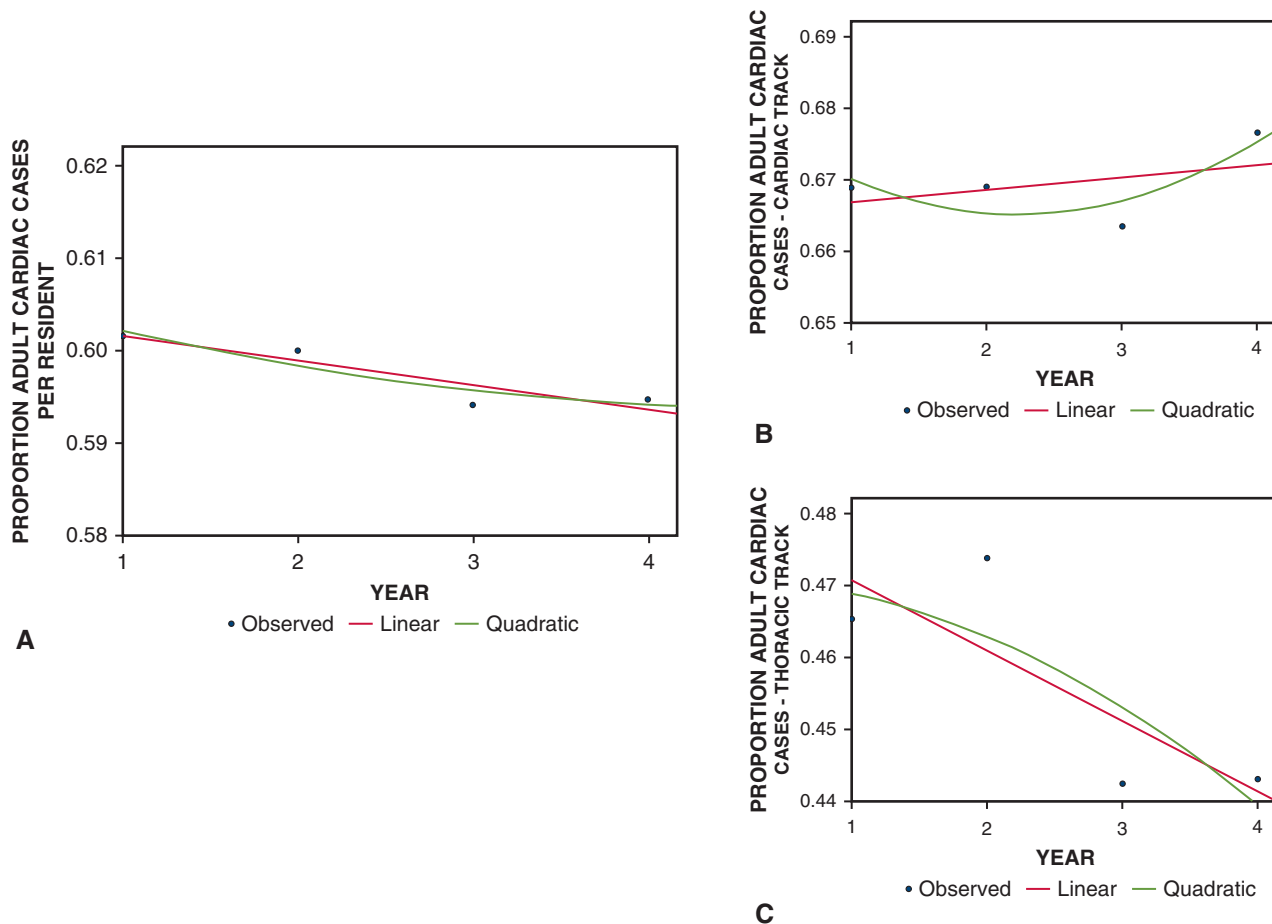 PROPORTION ADULT CARDIAC CASES
PER RESIDENT
0.62
0.61
0.60
0.59
0.58
1 2 3 4
YEAR
Observed Linear Quadratic
A
PROPORTION ADULT CARDIAC
CASES - CARDIAC TRACK
0.69
0.68
0.67
0.66
0.65
1 2 3 4
YEAR
Observed Linear Quadratic
B
PROPORTION ADULT CARDIAC
CASES - THORACIC TRACK
0.48
0.47
0.46
0.45
0.44
1 2 3 4
YEAR
Observed Linear Quadratic
C